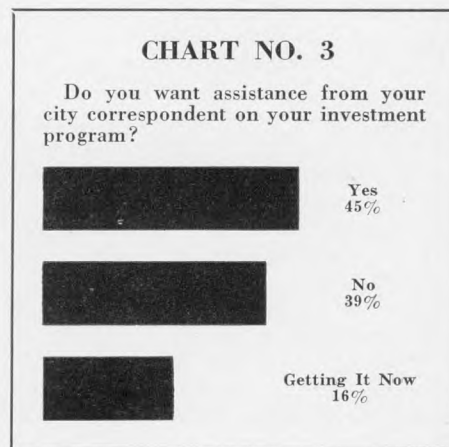 CHART NO. 3
Do you want assistance from your
city correspondent on your investment
program?
Yes
45%
No
39%
Getting It Now
16%